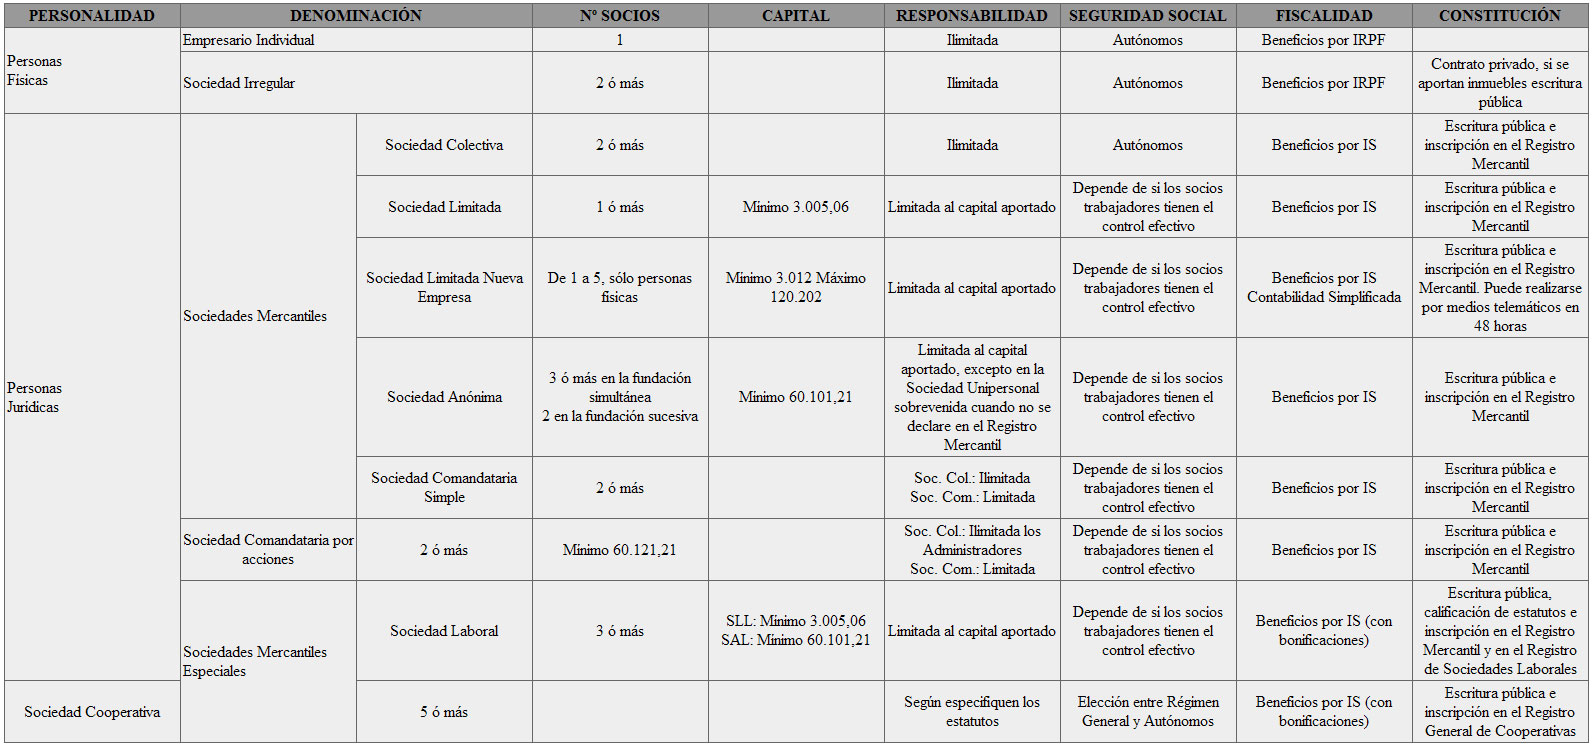 PERSONALIDAD DENOMINACIÓN Nº SOCIOS CAPITAL RESPONSABILIDAD SEGURIDAD SOCIAL FISCALIDAD CONSTITUCIÓN
Personas
Físicas
Empresario Individual
1
Ilimitada
Autónomos
Beneficios por IRPF
Sociedad Irregular
2 ó más
Ilimitada
Autónomos
Beneficios por IRPF
Contrato privado, si se
aportan inmuebles escritura
pública
Personas
Jurídicas
Sociedades Mercantiles
Sociedad Colectiva
2 ó más
Ilimitada
Autónomos
Beneficios por IS
Escritura pública e
inscripción en el Registro
Mercantil
Sociedad Limitada
1 ó más
Mínimo 3.005,06
Limitada al capital aportado
Depende de si los socios
trabajadores tienen el
control efectivo
Beneficios por IS
Escritura pública e
inscripción en el Registro
Mercantil
Sociedad Limitada Nueva
Empresa
De 1 a 5, sólo personas
físicas
Mínimo 3.012 Máximo
120.202
Limitada al capital aportado
Depende de si los socios
trabajadores tienen el
control efectivo
Beneficios por IS
Contabilidad Simplificada
Escritura pública e
inscripción en el Registro
Mercantil. Puede realizarse
por medios telemáticos en
48 horas
Sociedad Anónima
3 ó más en la fundación
simultánea
2 en la fundación sucesiva
Mínimo 60.101,21
Limitada al capital
aportado, excepto en la
Sociedad Unipersonal
sobrevenida cuando no se
declare en el Registro
Mercantil
Depende de si los socios
trabajadores tienen el
control efectivo
Beneficios por IS
Escritura pública e
inscripción en el Registro
Mercantil
Sociedad Comandataria
Simple
2 ó más
Soc. Col.: Ilimitada
Soc. Com.: Limitada
Depende de si los socios
trabajadores tienen el
control efectivo
Beneficios por IS
Escritura pública e
inscripción en el Registro
Mercantil
Sociedad Comandataria por
acciones
2 ó más
Mínimo 60.121,21
Soc. Col.: Ilimitada los
Administradores
Soc. Com.: Limitada
Depende de si los socios
trabajadores tienen el
control efectivo
Beneficios por IS
Escritura pública e
inscripción en el Registro
Mercantil
Sociedades Mercantiles
Especiales
Sociedad Laboral
3 ó más
SLL: Mínimo 3.005,06
SAL: Mínimo 60.101,21
Limitada al capital aportado
Depende de si los socios
trabajadores tienen el
control efectivo
Beneficios por IS (con
bonificaciones)
Escritura pública,
calificación de estatutos e
inscripción en el Registro
Mercantil y en el Registro
de Sociedades Laborales
Sociedad Cooperativa
5 ó más
Según especifiquen los
estatutos
Elección entre Régimen
General y Autónomos
Beneficios por IS (con
bonificaciones)
Escritura pública e
inscripción en el Registro
General de Cooperativas